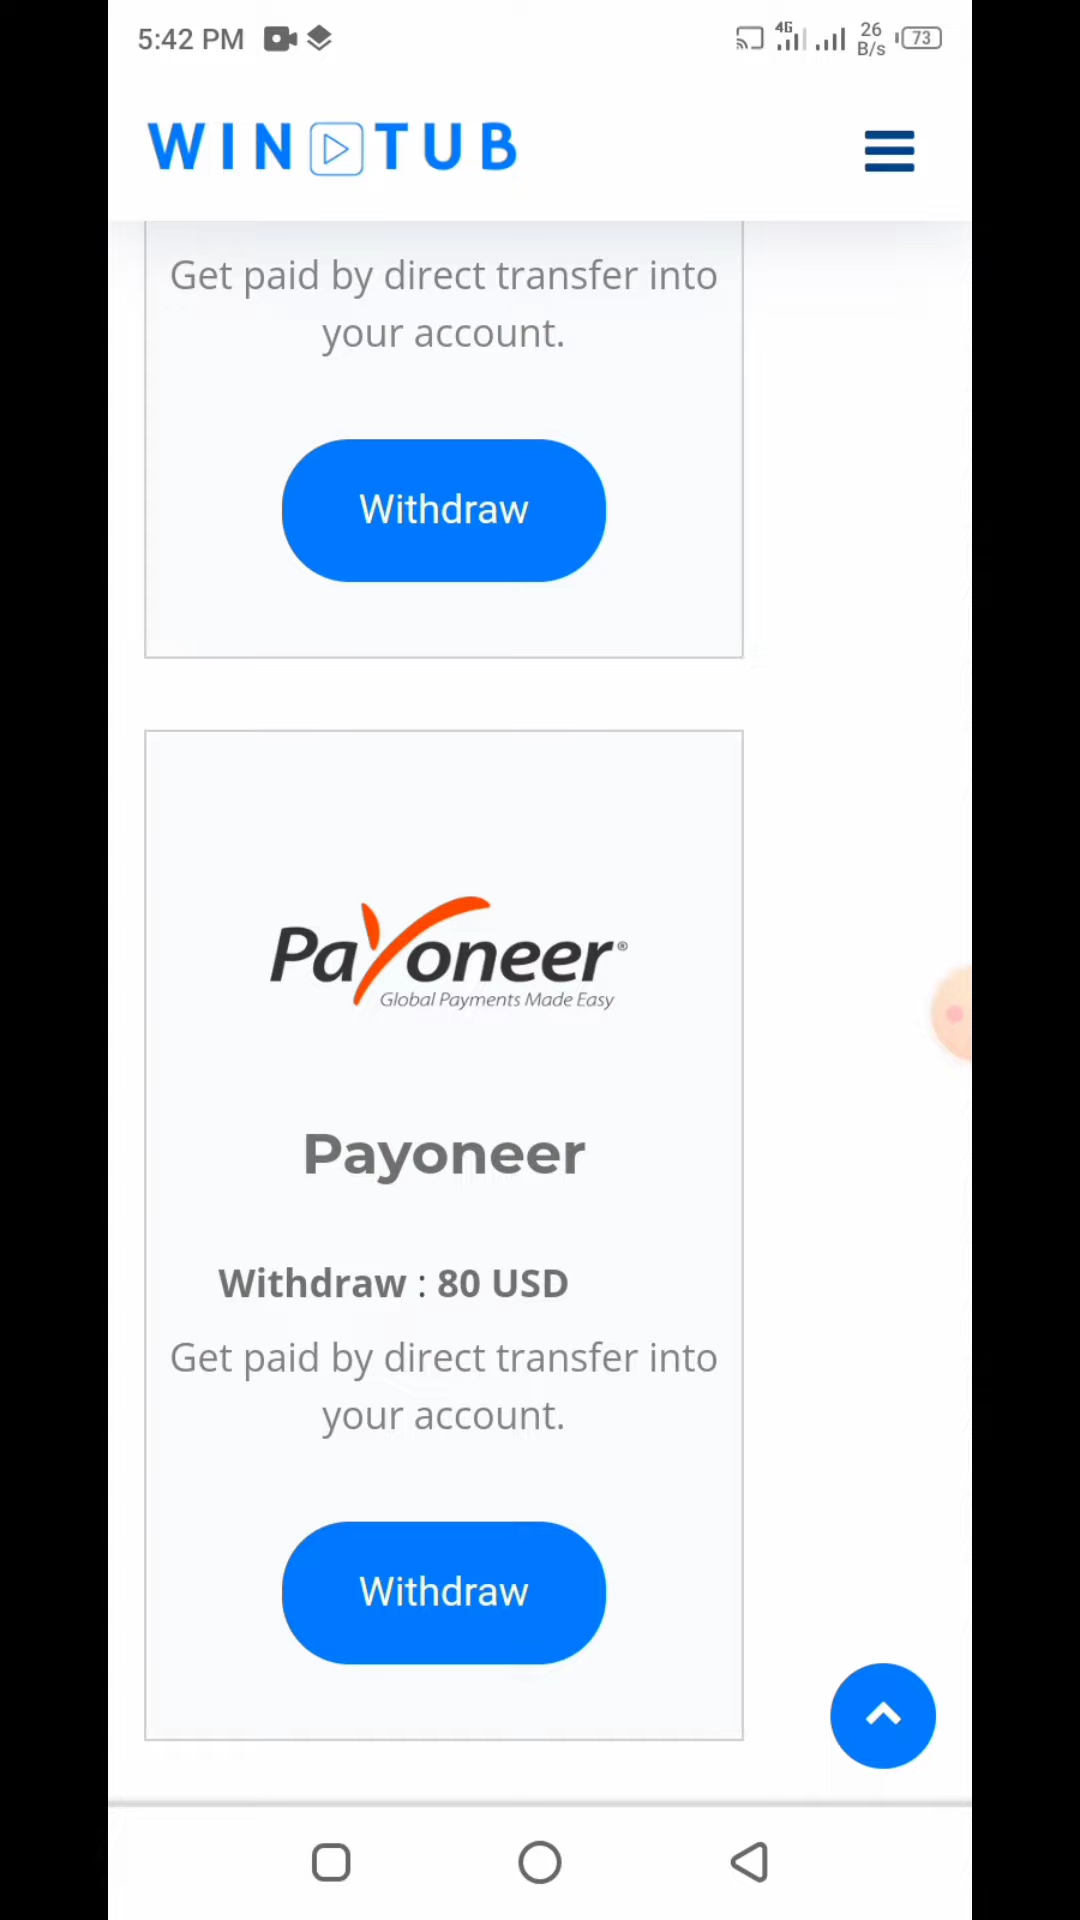 5:42 PM 4G 26 B/s 73
WIN TUB
Get paid by direct transfer into
your account.
Withdraw
Payoneer®
Global Payments Made Easy
Payoneer
Withdraw : 80 USD
Get paid by direct transfer into
your account.
Withdraw